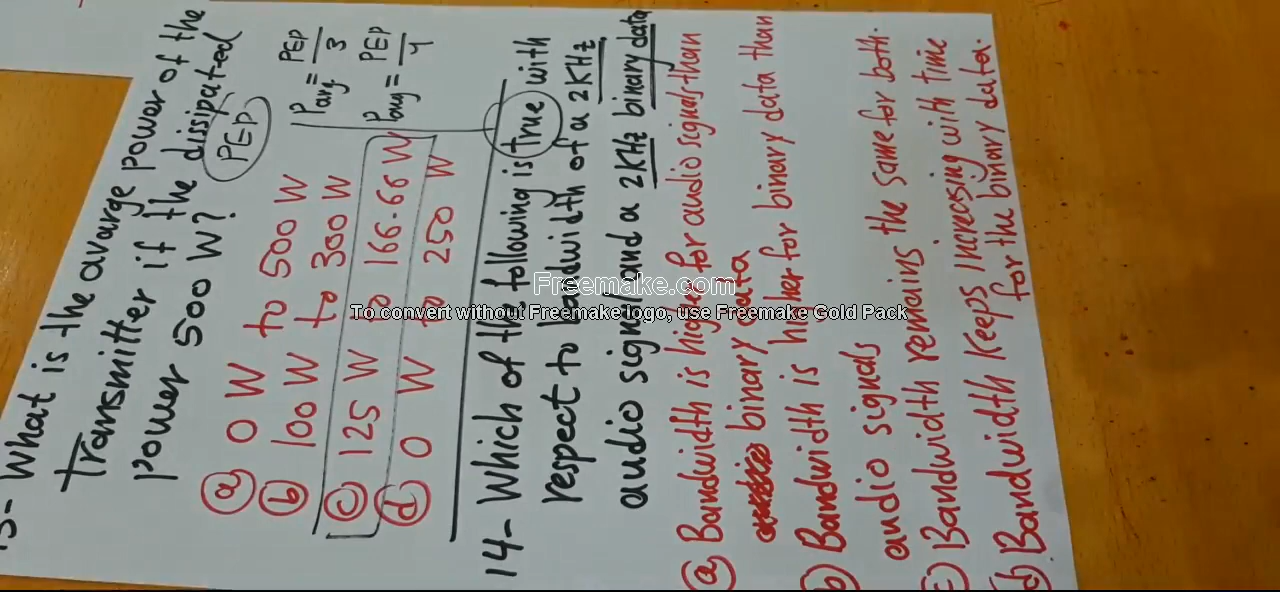 13- What is the avarge power of the
transmitter if the dissipated
power 500 W? PEP
a 0 W to 500 W
b 100 W to 300 W
c 125 W to 166.66 W
d 0 W to 250 W
Pavg = PEP/3
Pavg = PEP/4
14- Which of the following is true with
respect to bandwidth of a 2KHz
audio signal and a 2KHz binary data
a Bandwidth is higher for audio signals than
binary data
b) Bandwidth is higher for binary data than
audio signals
c) Bandwidth remains the same for both.
d) Bandwidth Keeps increasing with time
for the binary data.
Freemake.com
To convert without Freemake logo, use Freemake Gold Pack